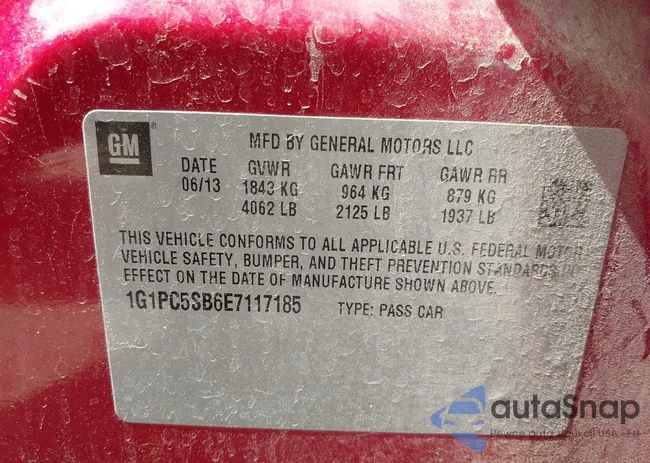 GM
MFD BY GENERAL MOTORS LLC
DATE GVWR GAWR FRT GAWR RR
06/13 1843 KG 964 KG 879 KG
4062 LB 2125 LB 1937 LB
THIS VEHICLE CONFORMS TO ALL APPLICABLE U.S. FEDERAL MOTOR
VEHICLE SAFETY, BUMPER, AND THEFT PREVENTION STANDARDS IN
EFFECT ON THE DATE OF MANUFACTURE SHOWN ABOVE.
1G1PC5SB6E7117185 TYPE: PASS CAR
autaSnap
USA i EU